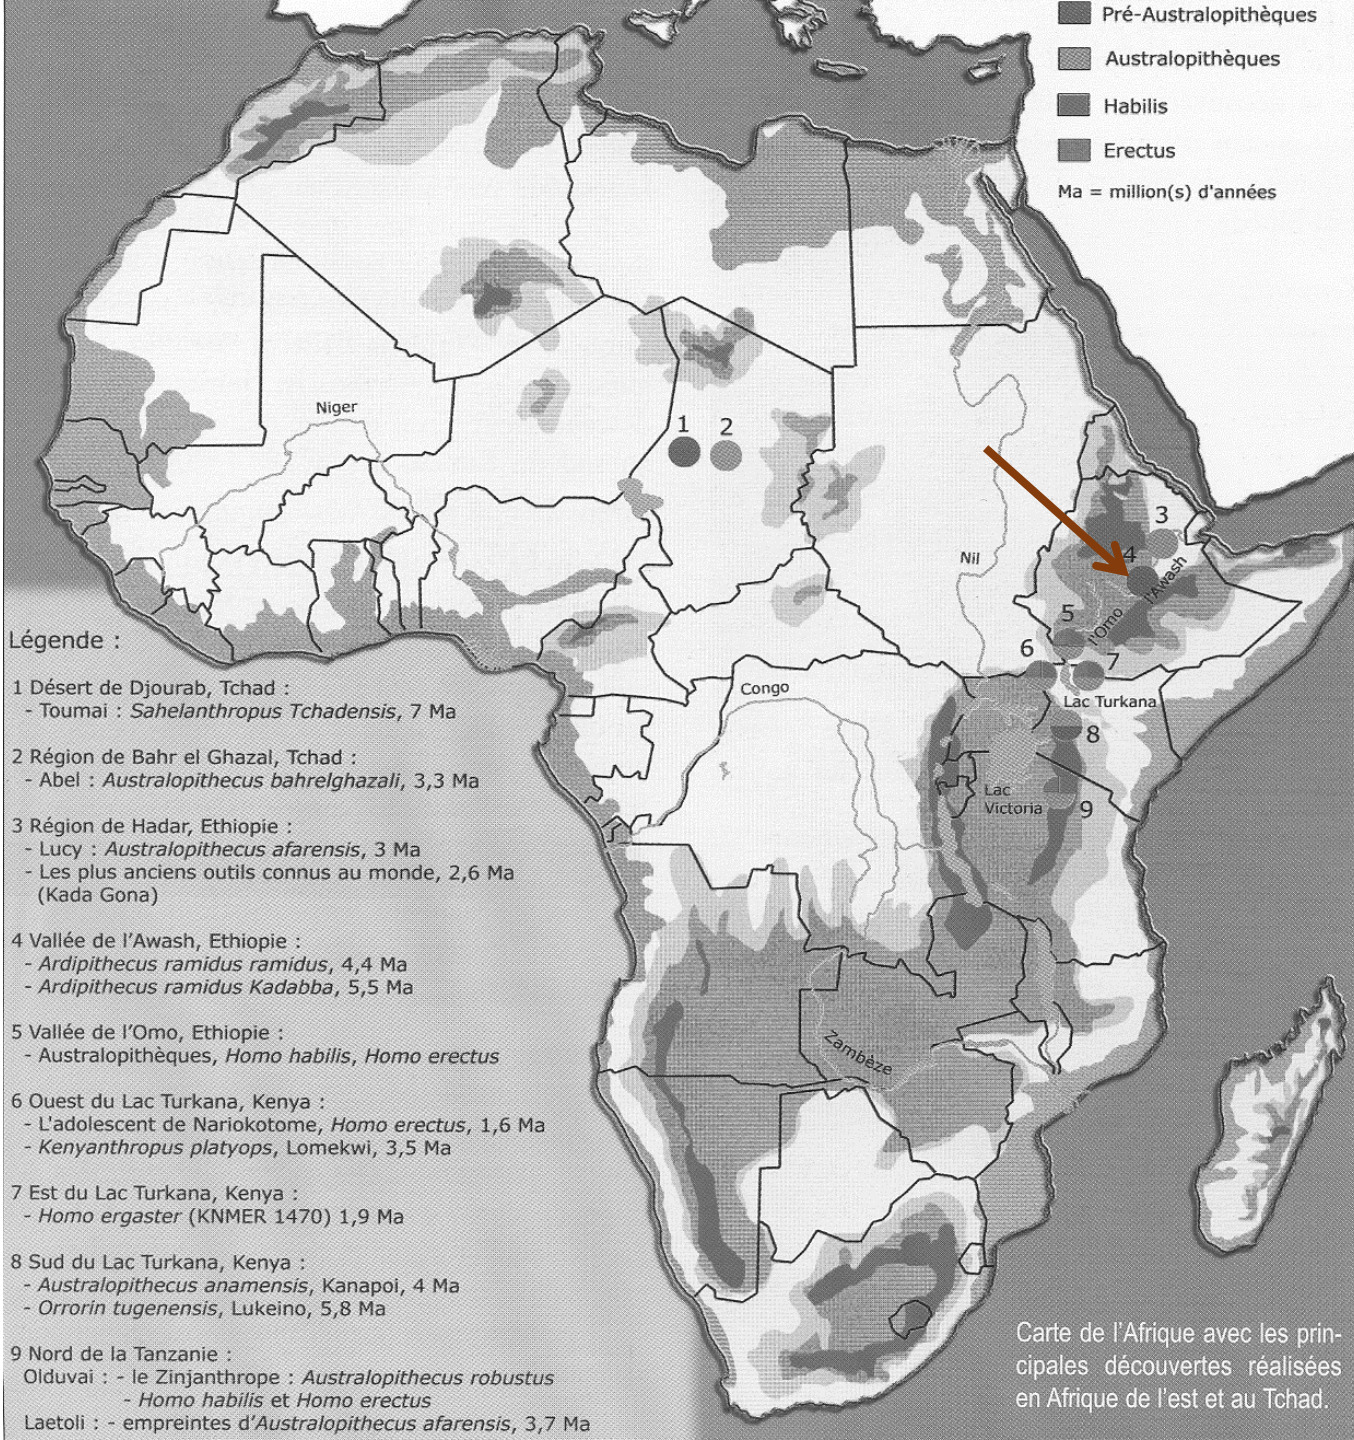 Pré-Australopithèques
Australopithèques
Habilis
Erectus
Ma = million(s) d'années
Niger
1
2
3
4
l'Awash
Nil
5
l'Omo
6
7
Lac Turkana
Congo
8
Lac
Victoria
9
Zambèze
Légende :
1 Désert de Djourab, Tchad :
- Toumai : Sahelanthropus Tchadensis, 7 Ma
2 Région de Bahr el Ghazal, Tchad :
- Abel : Australopithecus bahrelghazali, 3,3 Ma
3 Région de Hadar, Ethiopie :
- Lucy : Australopithecus afarensis, 3 Ma
- Les plus anciens outils connus au monde, 2,6 Ma
(Kada Gona)
4 Vallée de l'Awash, Ethiopie :
- Ardipithecus ramidus ramidus, 4,4 Ma
- Ardipithecus ramidus Kadabba, 5,5 Ma
5 Vallée de l'Omo, Ethiopie :
- Australopithèques, Homo habilis, Homo erectus
6 Ouest du Lac Turkana, Kenya :
- L'adolescent de Nariokotome, Homo erectus, 1,6 Ma
- Kenyanthropus platyops, Lomekwi, 3,5 Ma
7 Est du Lac Turkana, Kenya :
- Homo ergaster (KNMER 1470) 1,9 Ma
8 Sud du Lac Turkana, Kenya :
- Australopithecus anamensis, Kanapoi, 4 Ma
- Orrorin tugenensis, Lukeino, 5,8 Ma
9 Nord de la Tanzanie :
Olduvai : - le Zinjanthrope : Australopithecus robustus
- Homo habilis et Homo erectus
Laetoli : - empreintes d'Australopithecus afarensis, 3,7 Ma
Carte de l'Afrique avec les prin-
cipales découvertes réalisées
en Afrique de l'est et au Tchad.